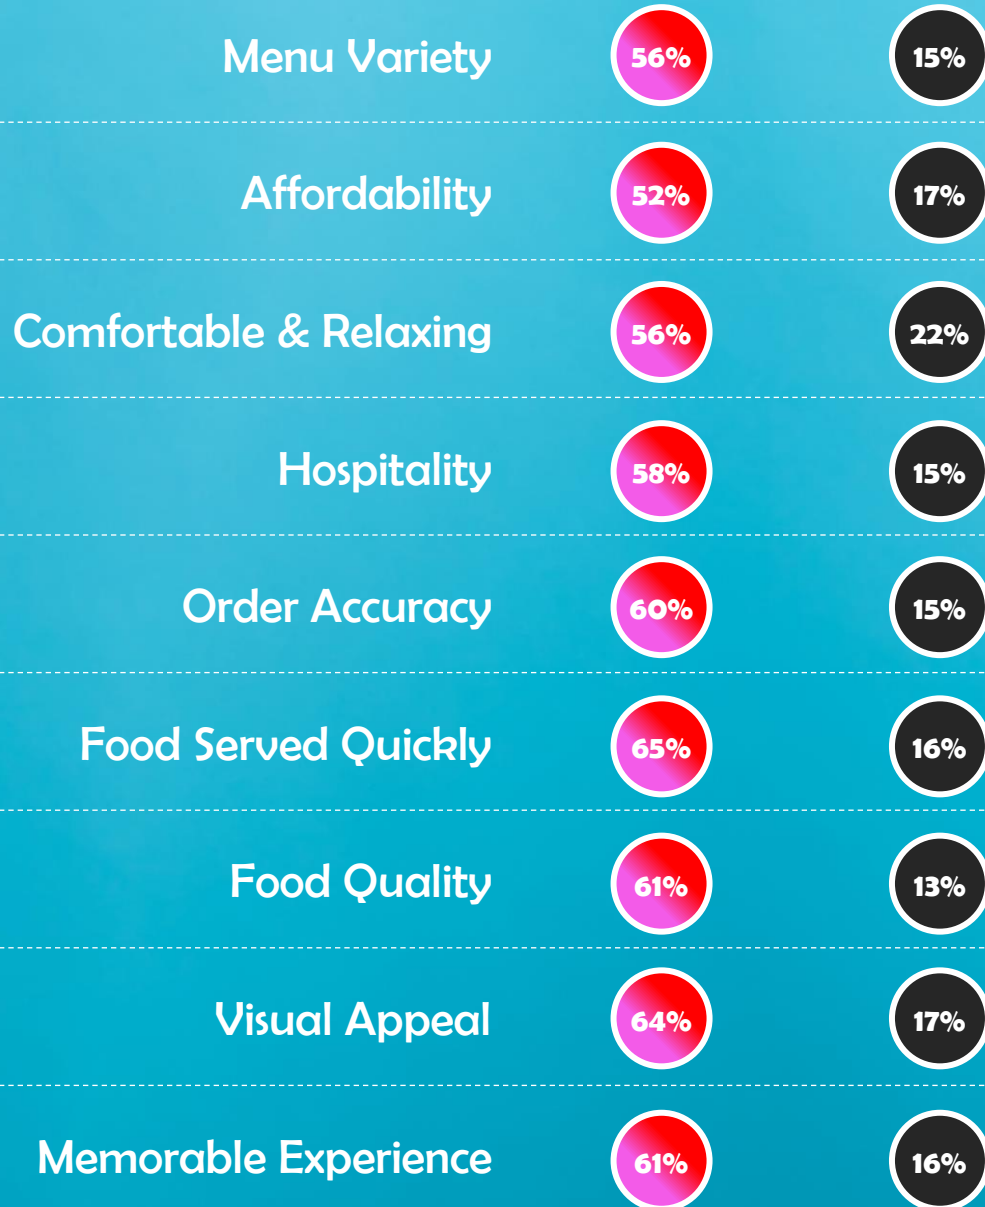 Menu Variety 56% 15%
Affordability 52% 17%
Comfortable & Relaxing 56% 22%
Hospitality 58% 15%
Order Accuracy 60% 15%
Food Served Quickly 65% 16%
Food Quality 61% 13%
Visual Appeal 64% 17%
Memorable Experience 61% 16%